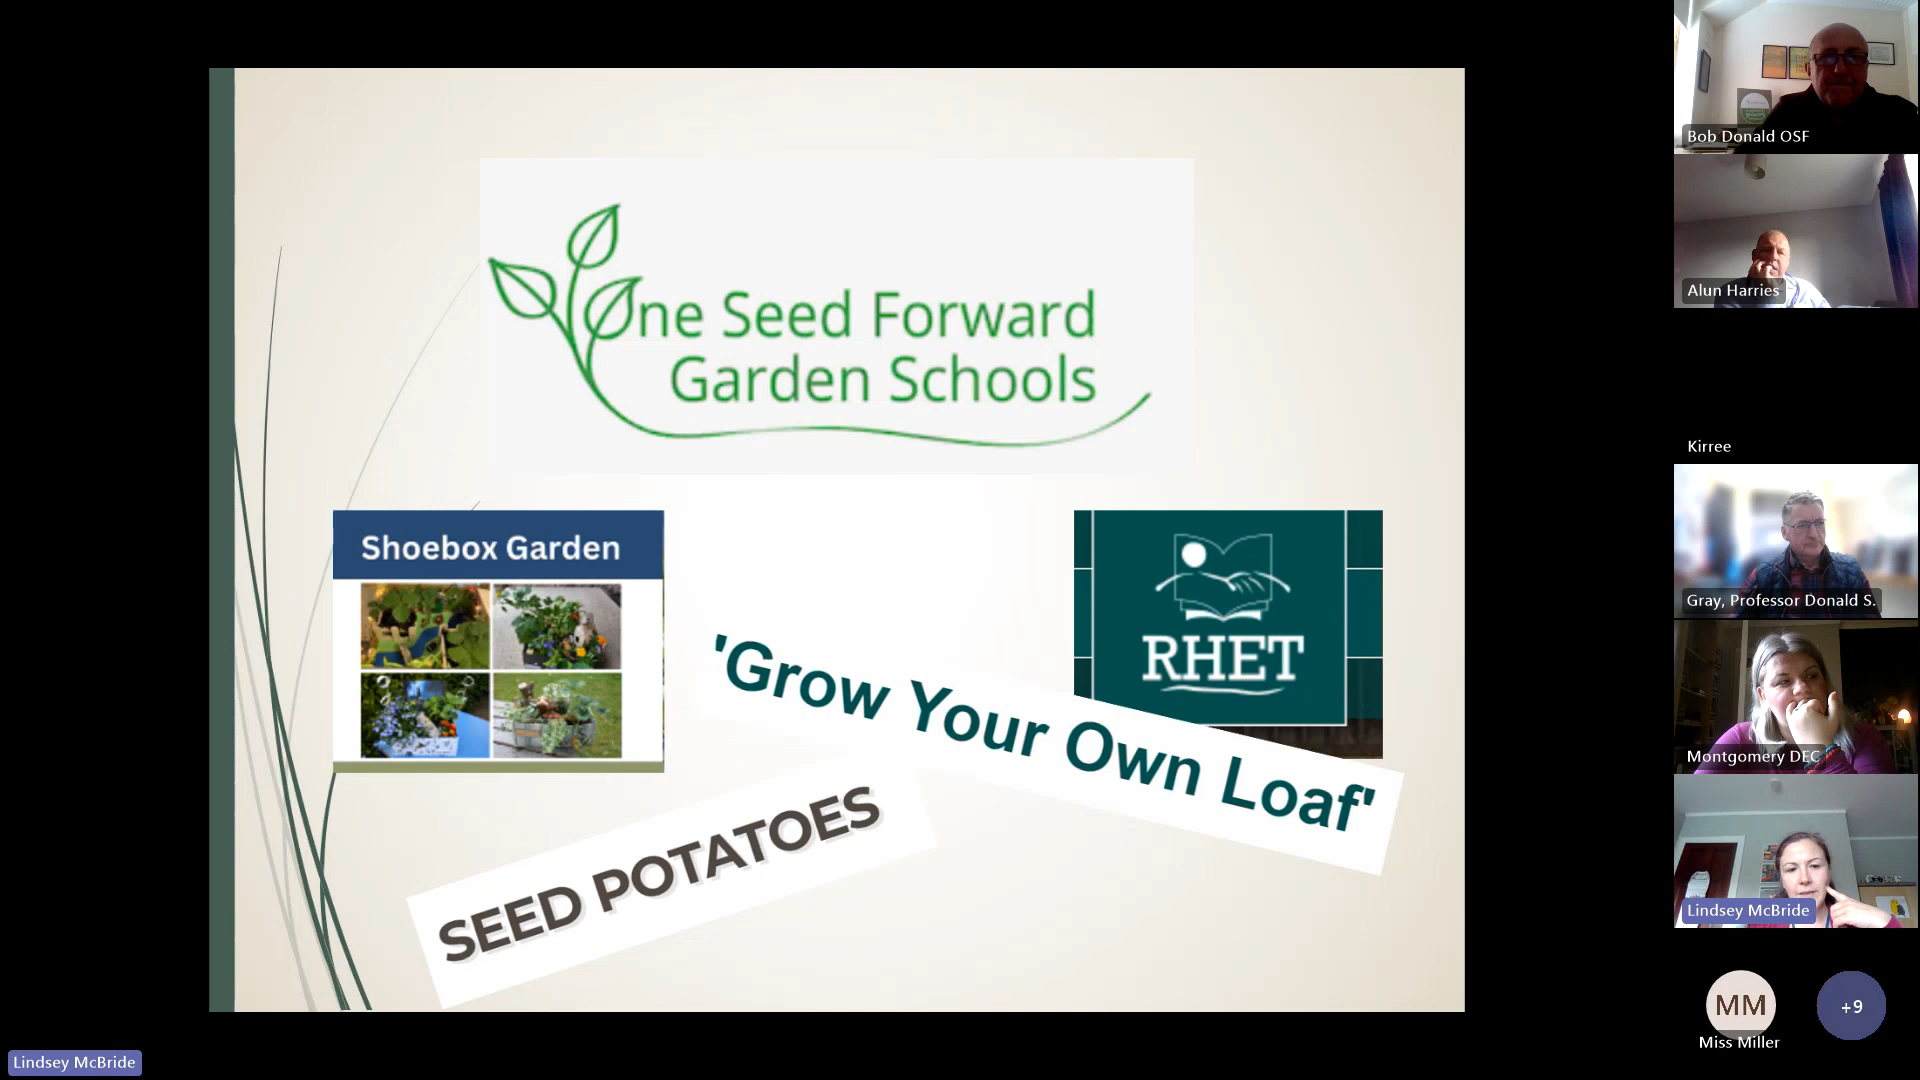 One Seed Forward
Garden Schools
Shoebox Garden
RHET
'Grow Your Own Loaf'
SEED POTATOES
Bob Donald OSF
Alun Harries
Kirree
Gray, Professor Donald S.
Montgomery DEC
Lindsey McBride
MM
Miss Miller
+9
Lindsey McBride